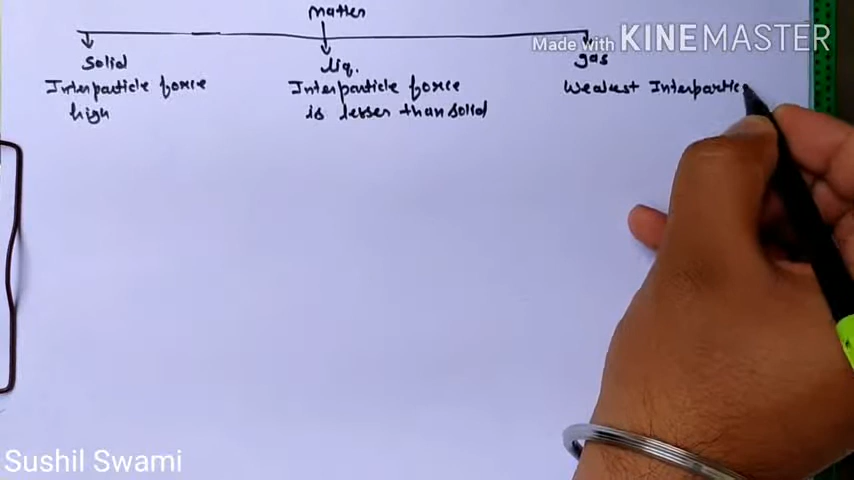 Matter
Made With KINEMASTER
Solid
Liq.
gas
Interparticle force
high
Interparticle force
is lesser than solid
Weakest Interpartic
Sushil Swami